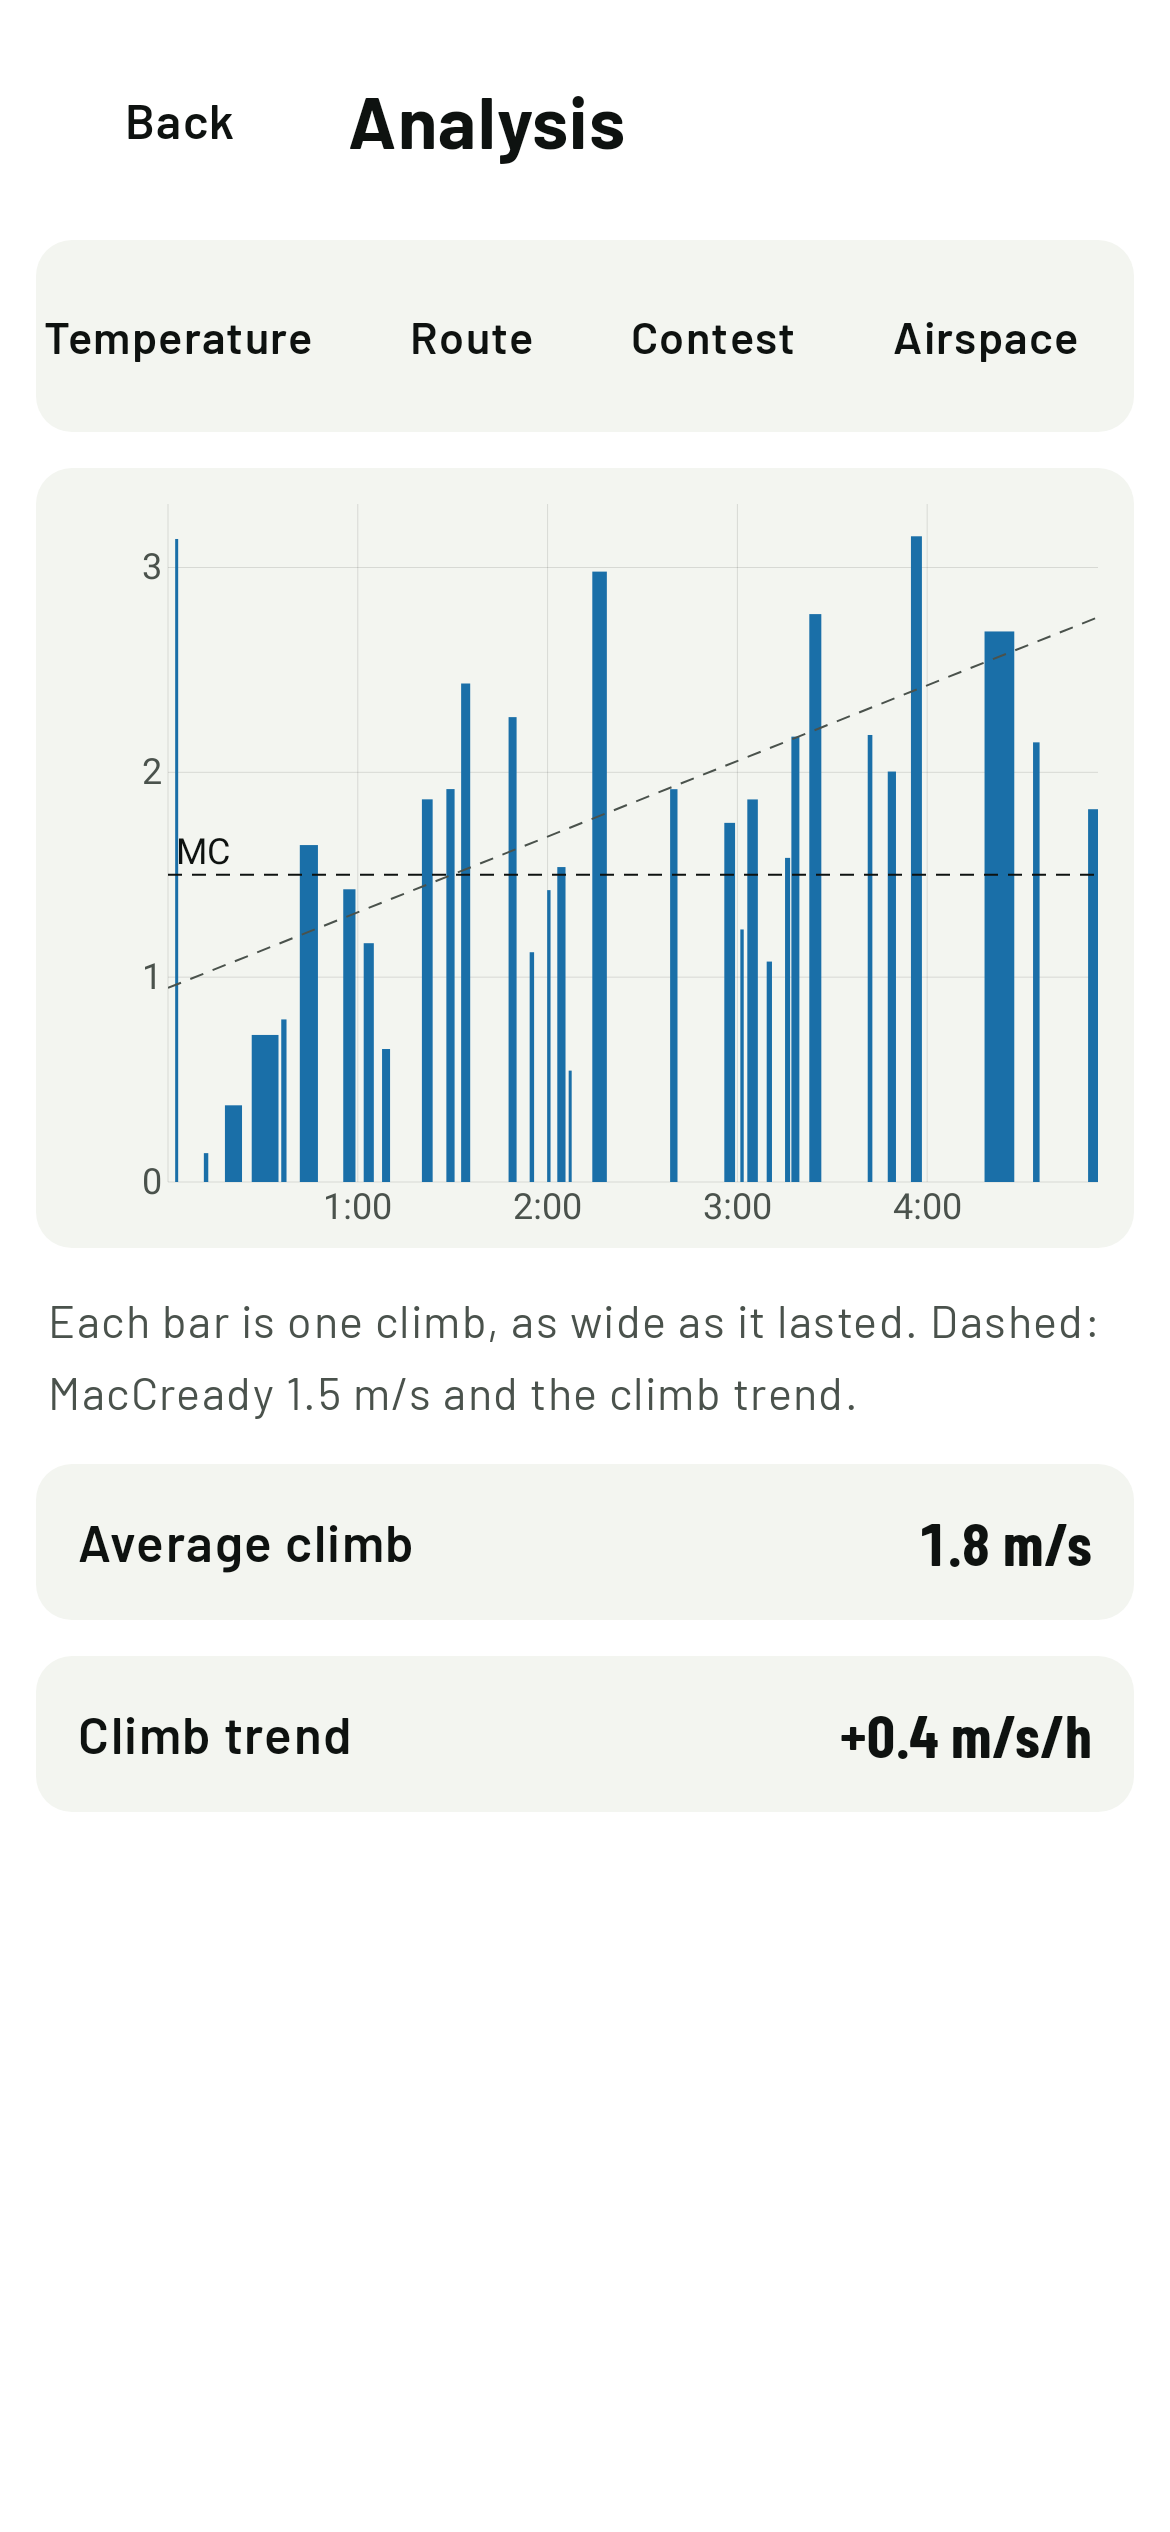 Back
Analysis
Temperature
Route
Contest
Airspace
3
2
MC
1
0
1:00
2:00
3:00
4:00
Each bar is one climb, as wide as it lasted. Dashed:
MacCready 1.5 m/s and the climb trend.
Average climb
1.8 m/s
Climb trend
+0.4 m/s/h